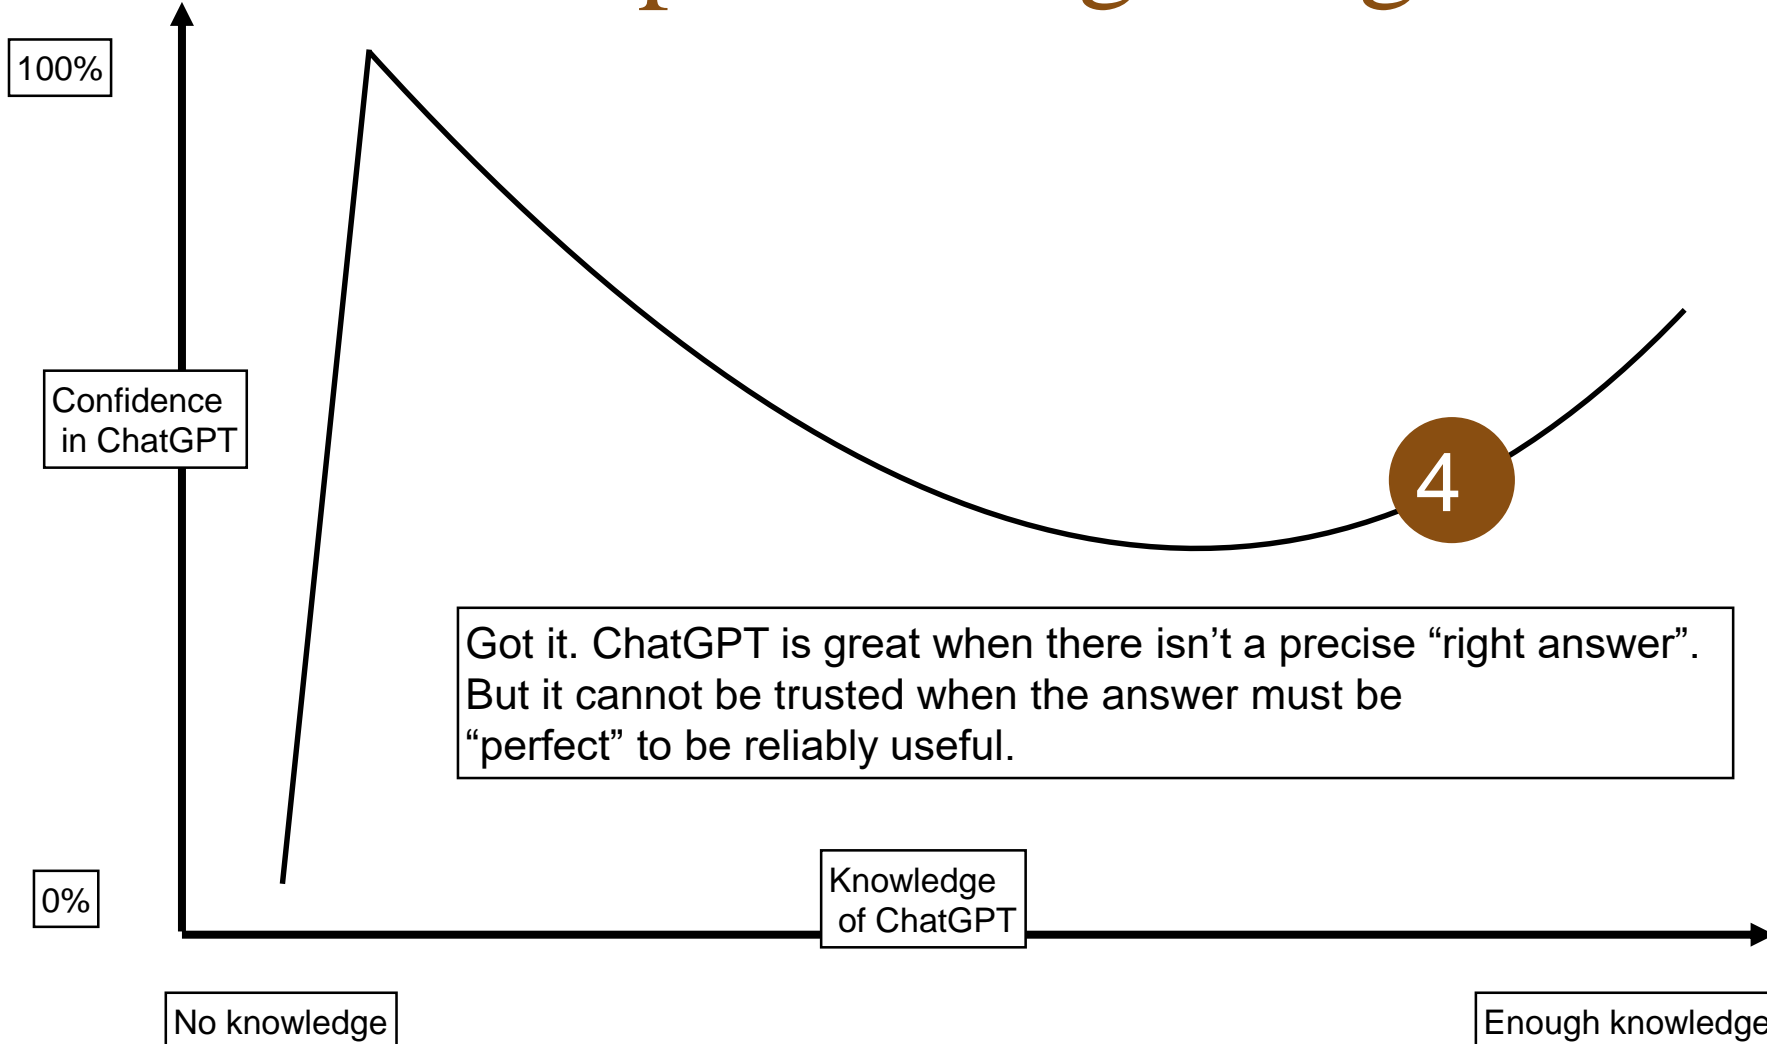 100%
Confidence
in ChatGPT
4
Got it. ChatGPT is great when there isn’t a precise “right answer”.
But it cannot be trusted when the answer must be
“perfect” to be reliably useful.
0%
Knowledge
of ChatGPT
No knowledge
Enough knowledge